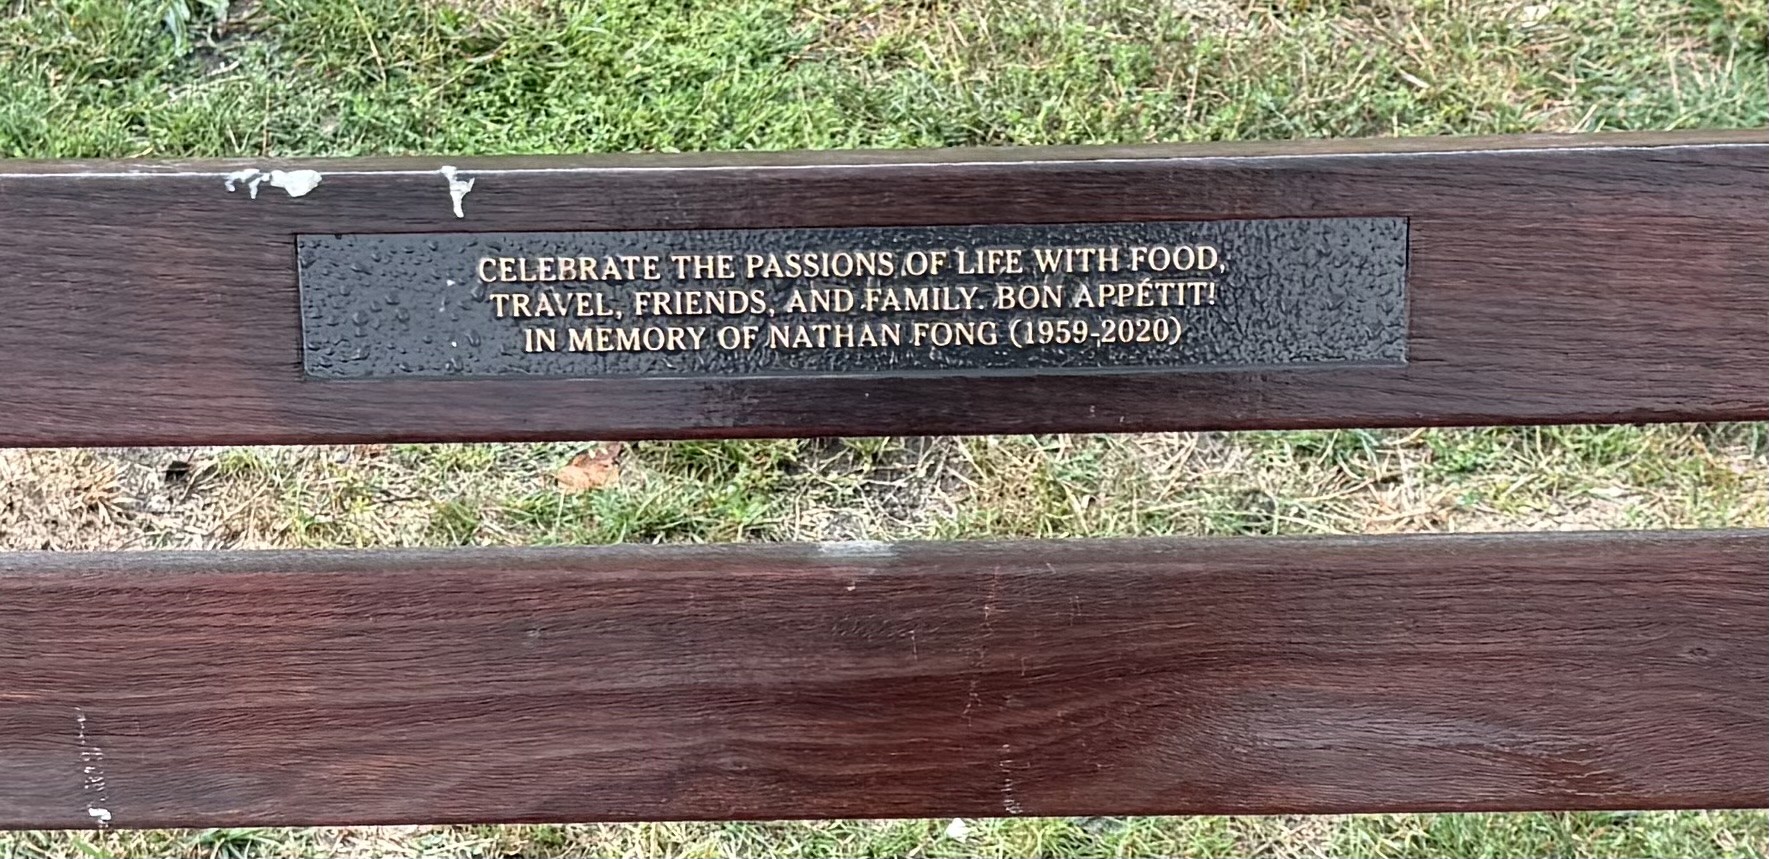 CELEBRATE THE PASSIONS OF LIFE WITH FOOD,
TRAVEL, FRIENDS, AND FAMILY. BON APPÉTIT!
IN MEMORY OF NATHAN FONG (1959-2020)